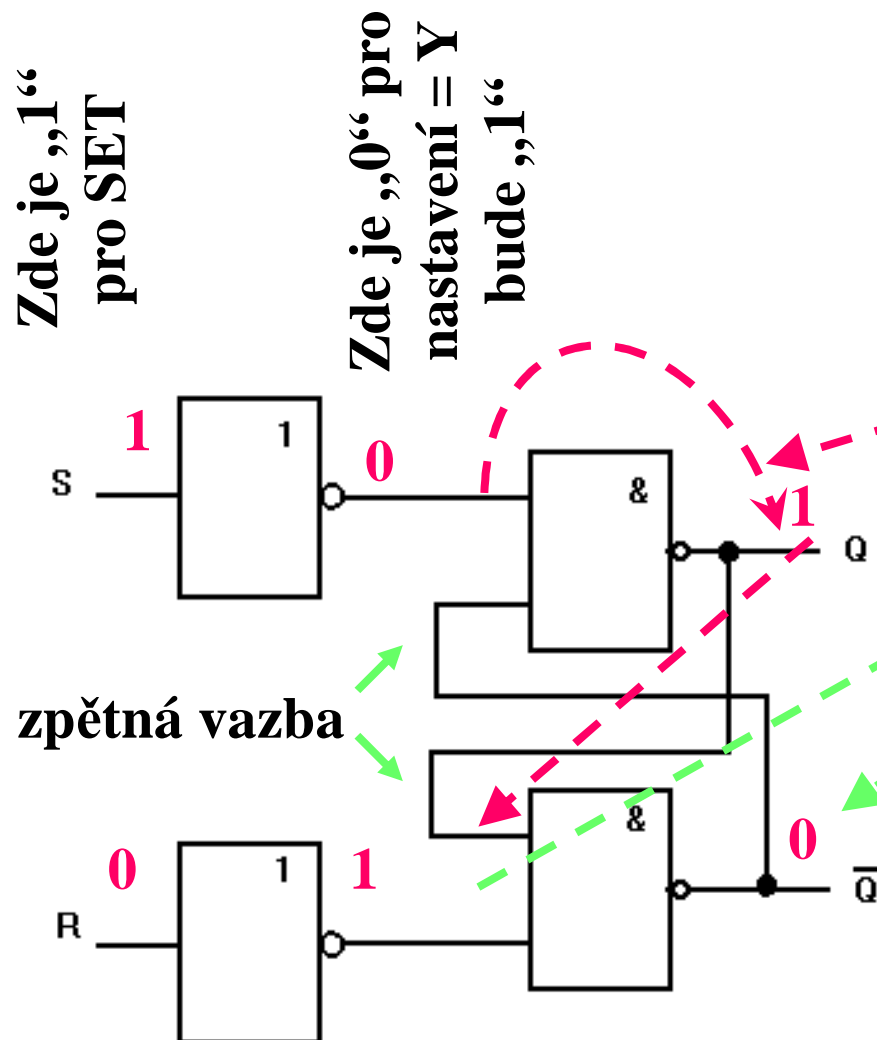 Zde je „1“
pro SET
Zde je „0“ pro
nastavení = Y
bude „1“
1
1
0
S
&
1
Q
zpětná vazba
&
0
0
1
1
Q̅
R